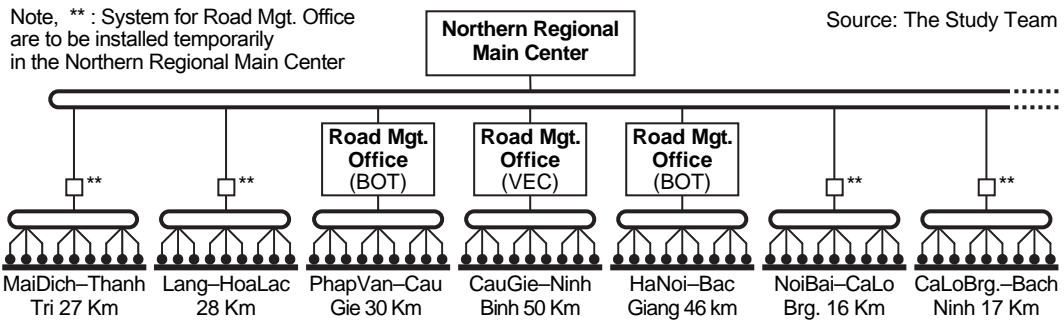 Note, ** : System for Road Mgt. Office
are to be installed temporarily
in the Northern Regional Main Center
Northern Regional
Main Center
Source: The Study Team
Road Mgt.
Office
(BOT)
Road Mgt.
Office
(VEC)
Road Mgt.
Office
(BOT)
**
**
**
**
MaiDich–Thanh
Tri 27 Km
Lang–HoaLac
28 Km
PhapVan–Cau
Gie 30 Km
CauGie–Ninh
Binh 50 Km
HaNoi–Bac
Giang 46 km
NoiBai–CaLo
Brg. 16 Km
CaLoBrg.–Bach
Ninh 17 Km